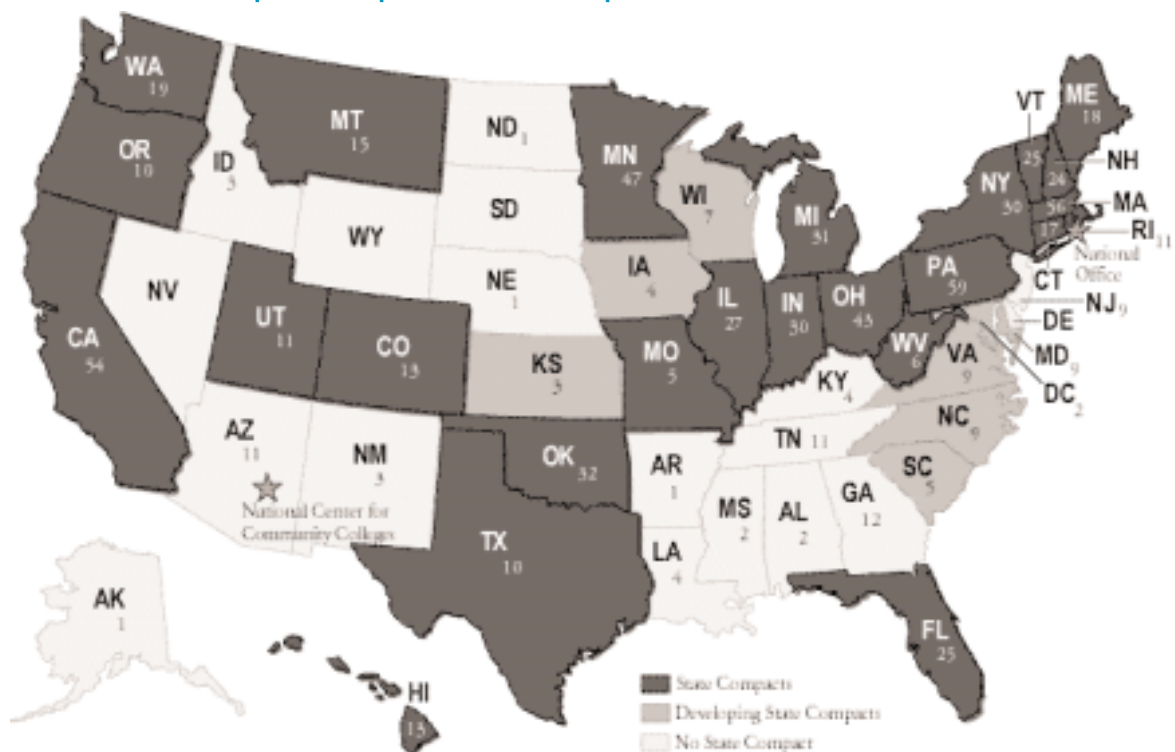 WA
19
MT
15
ND 1
MN
47
VT
ME
18
OR
10
ID
3
SD
WI
7
MI
31
NY
30
25
24
NH
MA
36
RI 11
17
National
Office
CT
WY
NE
1
IA
4
PA
59
NJ 9
DE
MD 9
DC 2
NV
UT
11
CO
13
KS
3
MO
5
IL
27
IN
30
OH
43
WV
6
VA
9
KY
4
CA
54
AZ
11
NM
3
OK
32
AR
1
TN 11
NC 9
SC
5
MS
2
AL
2
GA
12
National Center for
Community Colleges
TX
10
LA
4
AK
1
FL
25
HI
13
State Compacts
Developing State Compacts
No State Compact